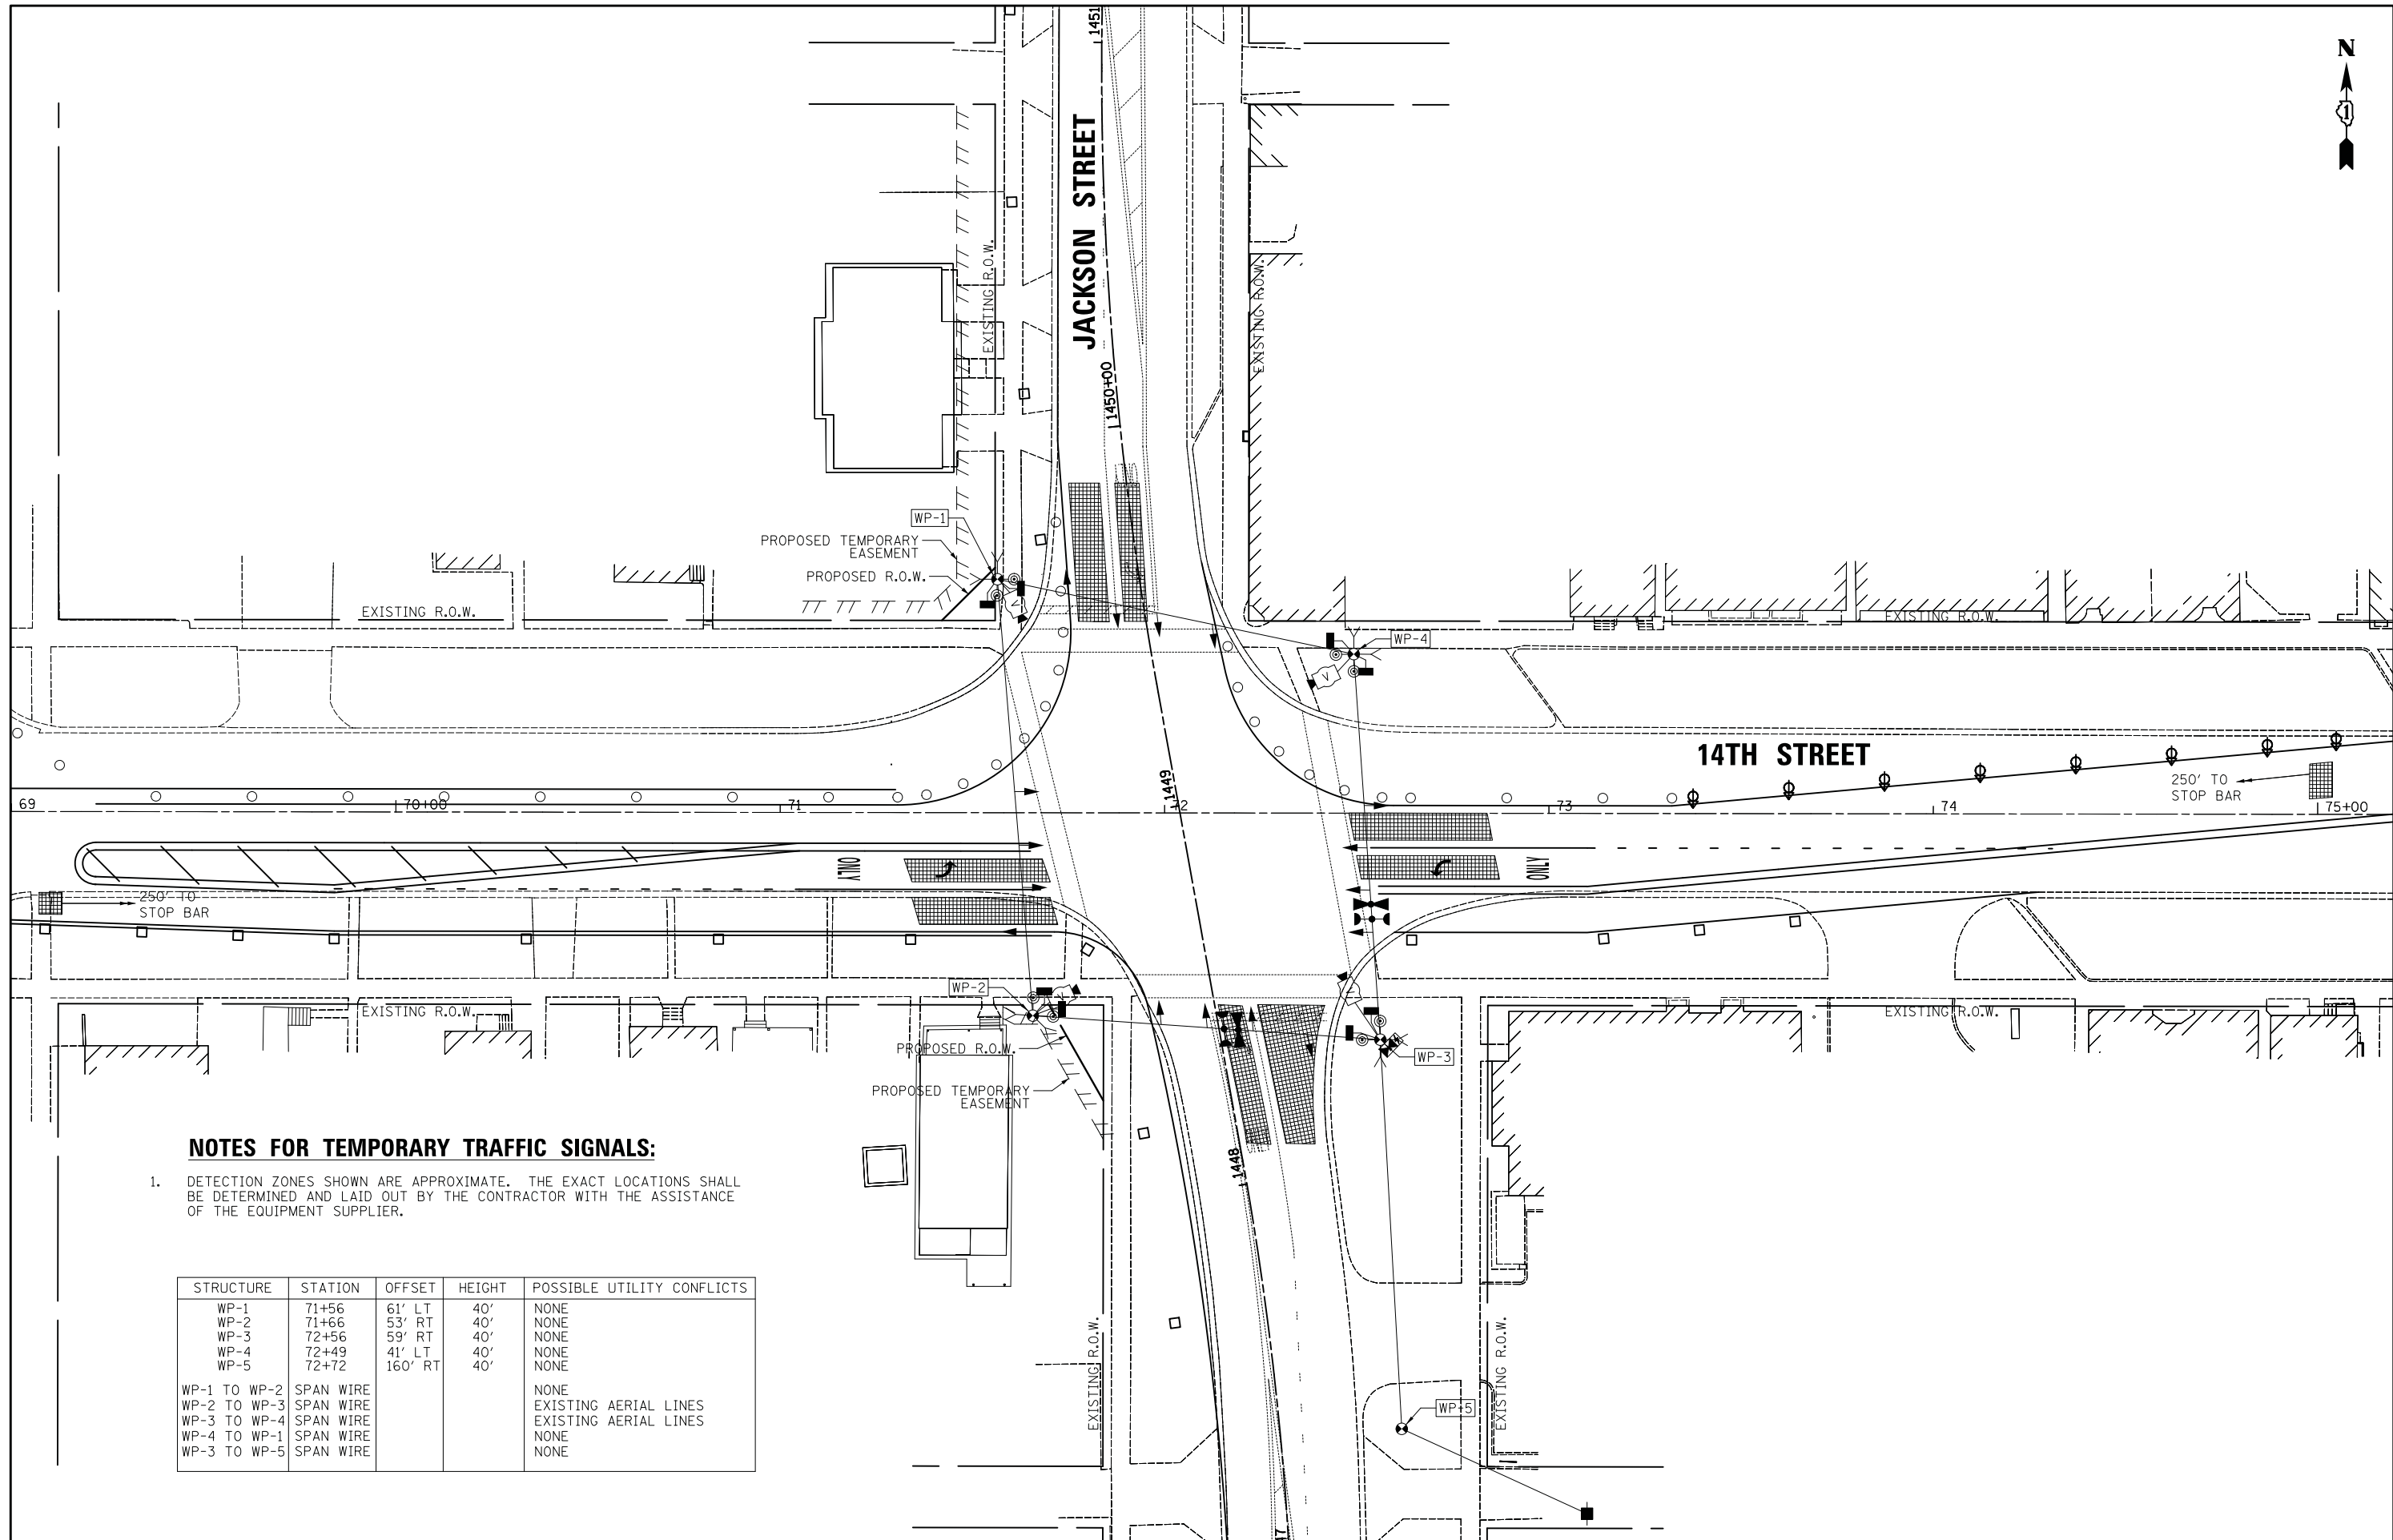 N
1451
JACKSON STREET
EXISTING R.O.W.
EXISTING R.O.W.
1450+00
WP-1
PROPOSED TEMPORARY
EASEMENT
PROPOSED R.O.W.
EXISTING R.O.W.
EXISTING R.O.W.
WP-4
14TH STREET
250' TO
STOP BAR
69
70+00
71
72
1449
73
74
75+00
ONLY
ONLY
250' TO
STOP BAR
WP-2
EXISTING R.O.W.
EXISTING R.O.W.
PROPOSED R.O.W.
WP-3
PROPOSED TEMPORARY
EASEMENT
1448
NOTES FOR TEMPORARY TRAFFIC SIGNALS:
1. DETECTION ZONES SHOWN ARE APPROXIMATE. THE EXACT LOCATIONS SHALL
BE DETERMINED AND LAID OUT BY THE CONTRACTOR WITH THE ASSISTANCE
OF THE EQUIPMENT SUPPLIER.
STRUCTURE STATION OFFSET HEIGHT POSSIBLE UTILITY CONFLICTS
WP-1 71+56 61' LT 40' NONE
WP-2 71+66 53' RT 40' NONE
WP-3 72+56 59' RT 40' NONE
WP-4 72+49 41' LT 40' NONE
WP-5 72+72 160' RT 40' NONE
WP-1 TO WP-2 SPAN WIRE NONE
WP-2 TO WP-3 SPAN WIRE EXISTING AERIAL LINES
WP-3 TO WP-4 SPAN WIRE EXISTING AERIAL LINES
WP-4 TO WP-1 SPAN WIRE NONE
WP-3 TO WP-5 SPAN WIRE NONE
EXISTING R.O.W.
EXISTING R.O.W.
WP-5